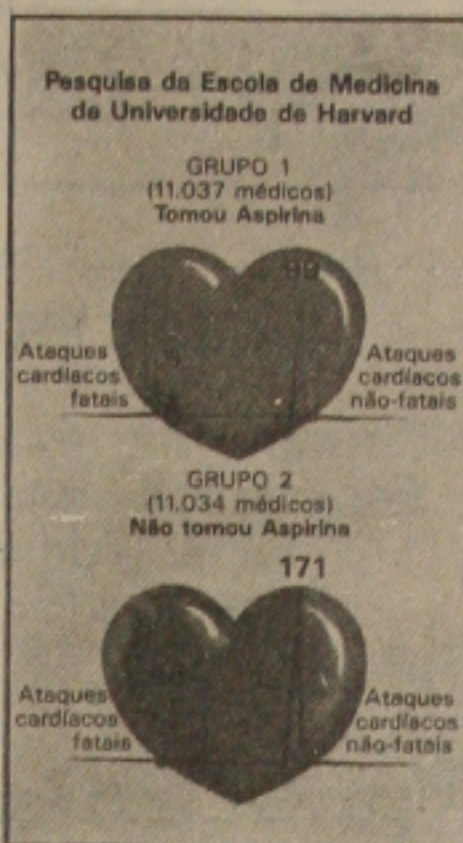 Pesquisa da Escola de Medicina
da Universidade de Harvard
GRUPO 1
(11.037 médicos)
Tomou Aspirina
99
Ataques
cardíacos
fatais
Ataques
cardíacos
não-fatais
GRUPO 2
(11.034 médicos)
Não tomou Aspirina
171
Ataques
cardíacos
fatais
Ataques
cardíacos
não-fatais